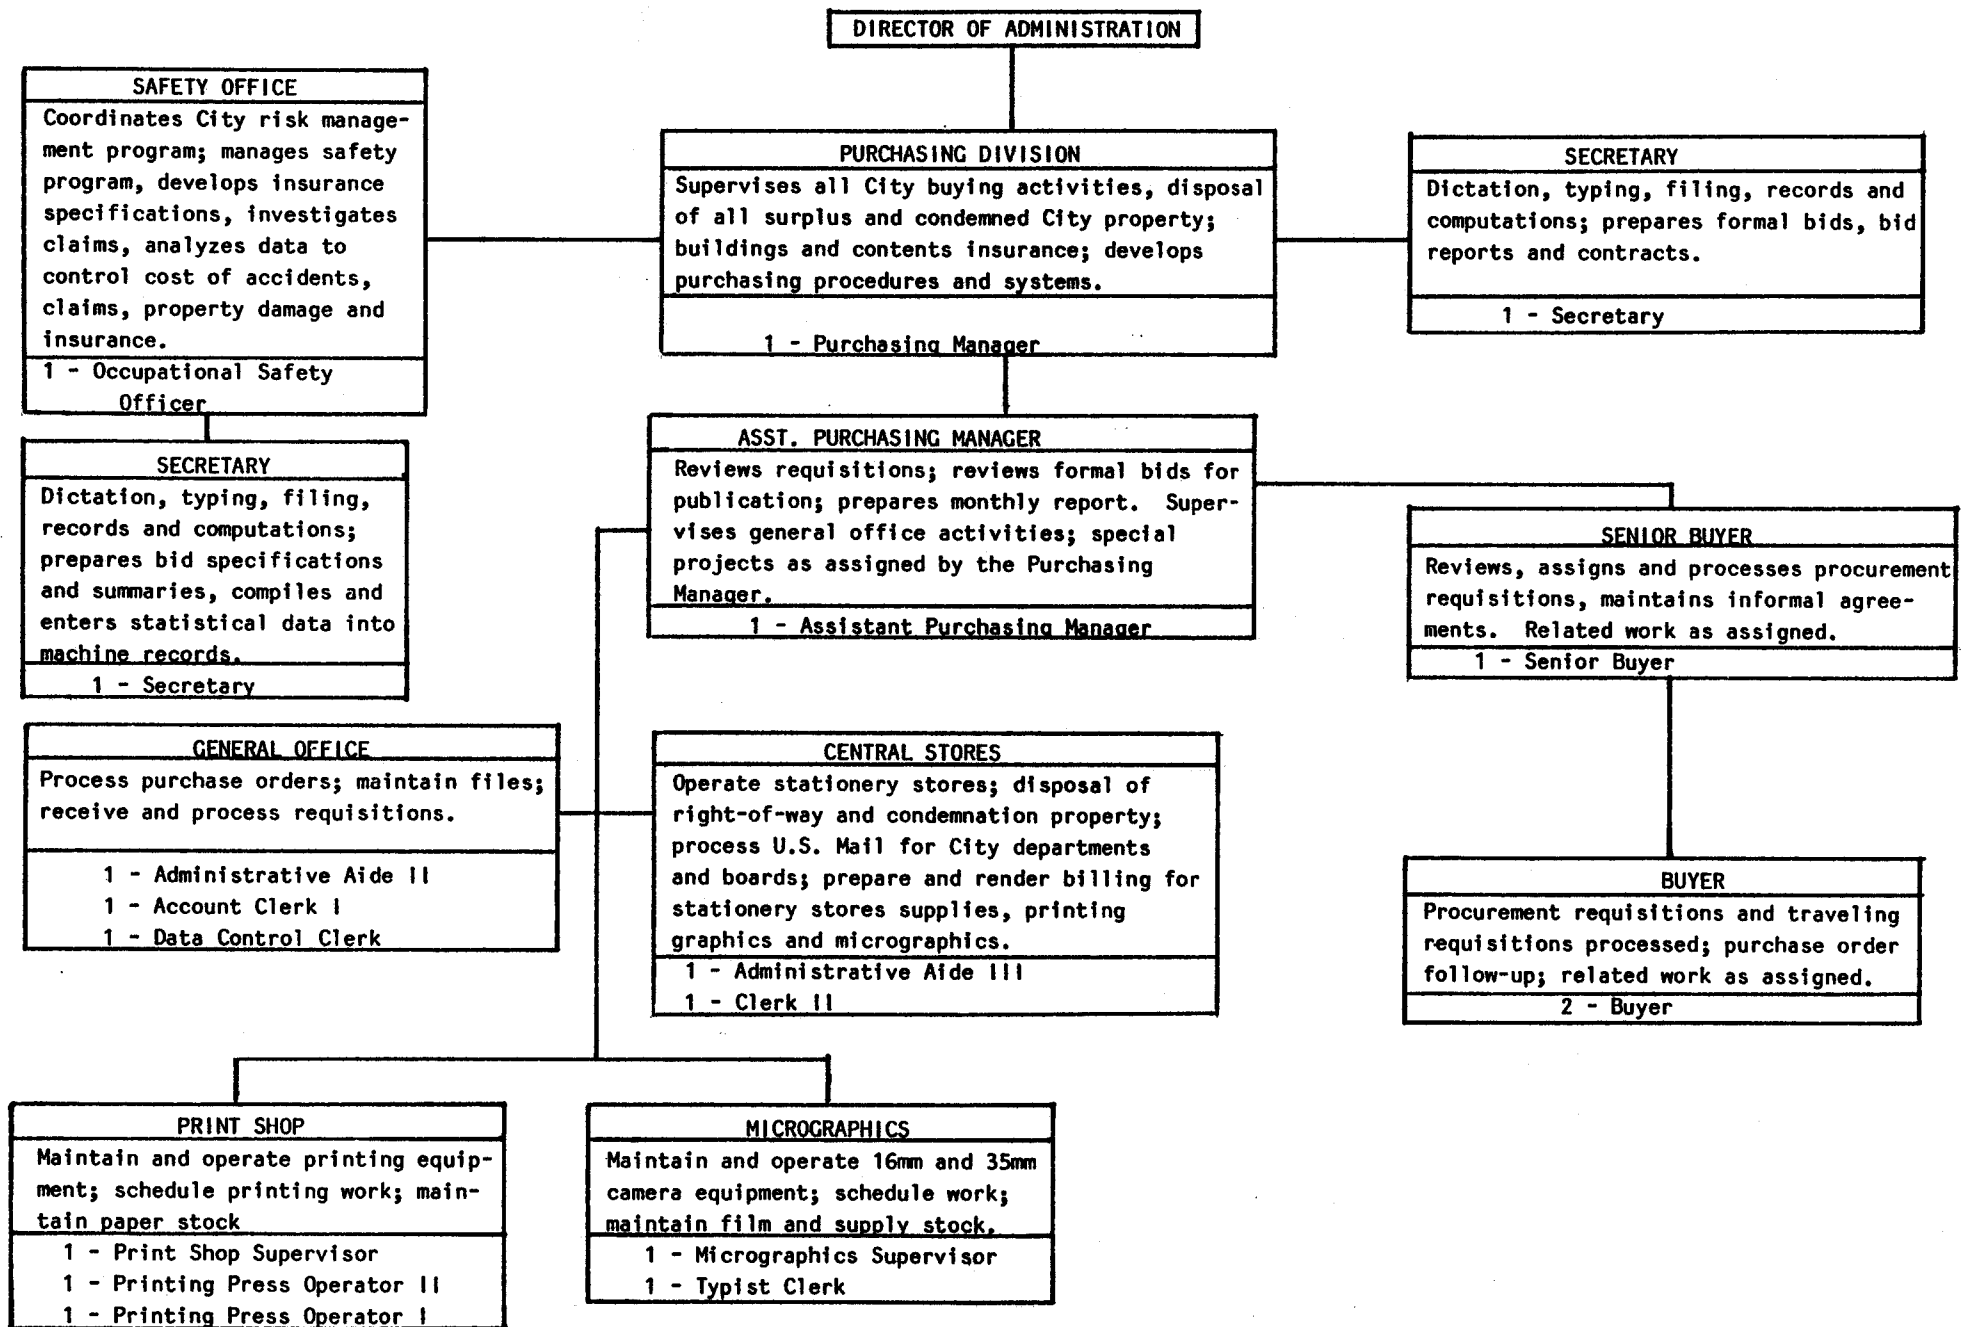 DIRECTOR OF ADMINISTRATION
SAFETY OFFICE
Coordinates City risk manage-
ment program; manages safety
program, develops insurance
specifications, investigates
claims, analyzes data to
control cost of accidents,
claims, property damage and
insurance.
1 - Occupational Safety
Officer
PURCHASING DIVISION
Supervises all City buying activities, disposal
of all surplus and condemned City property;
buildings and contents insurance; develops
purchasing procedures and systems.
1 - Purchasing Manager
SECRETARY
Dictation, typing, filing, records and
computations; prepares formal bids, bid
reports and contracts.
1 - Secretary
SECRETARY
Dictation, typing, filing,
records and computations;
prepares bid specifications
and summaries, compiles and
enters statistical data into
machine records.
1 - Secretary
ASST. PURCHASING MANAGER
Reviews requisitions; reviews formal bids for
publication; prepares monthly report. Super-
vises general office activities; special
projects as assigned by the Purchasing
Manager.
1 - Assistant Purchasing Manager
SENIOR BUYER
Reviews, assigns and processes procurement
requisitions, maintains informal agree-
ments. Related work as assigned.
1 - Senior Buyer
GENERAL OFFICE
Process purchase orders; maintain files;
receive and process requisitions.
1 - Administrative Aide II
1 - Account Clerk I
1 - Data Control Clerk
CENTRAL STORES
Operate stationery stores; disposal of
right-of-way and condemnation property;
process U.S. Mail for City departments
and boards; prepare and render billing for
stationery stores supplies, printing
graphics and micrographics.
1 - Administrative Aide III
1 - Clerk II
BUYER
Procurement requisitions and traveling
requisitions processed; purchase order
follow-up; related work as assigned.
2 - Buyer
PRINT SHOP
Maintain and operate printing equip-
ment; schedule printing work; main-
tain paper stock
1 - Print Shop Supervisor
1 - Printing Press Operator II
1 - Printing Press Operator I
MICROGRAPHICS
Maintain and operate 16mm and 35mm
camera equipment; schedule work;
maintain film and supply stock.
1 - Micrographics Supervisor
1 - Typist Clerk